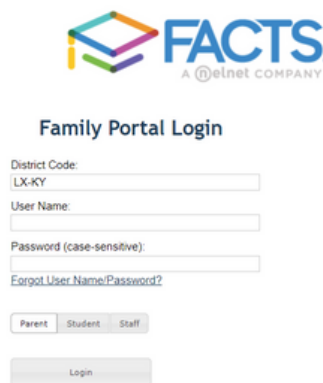 FACTS
A nelnet COMPANY
Family Portal Login
District Code:
LX-KY
User Name:
Password (case-sensitive):
Forgot User Name/Password?
Parent Student Staff
Login